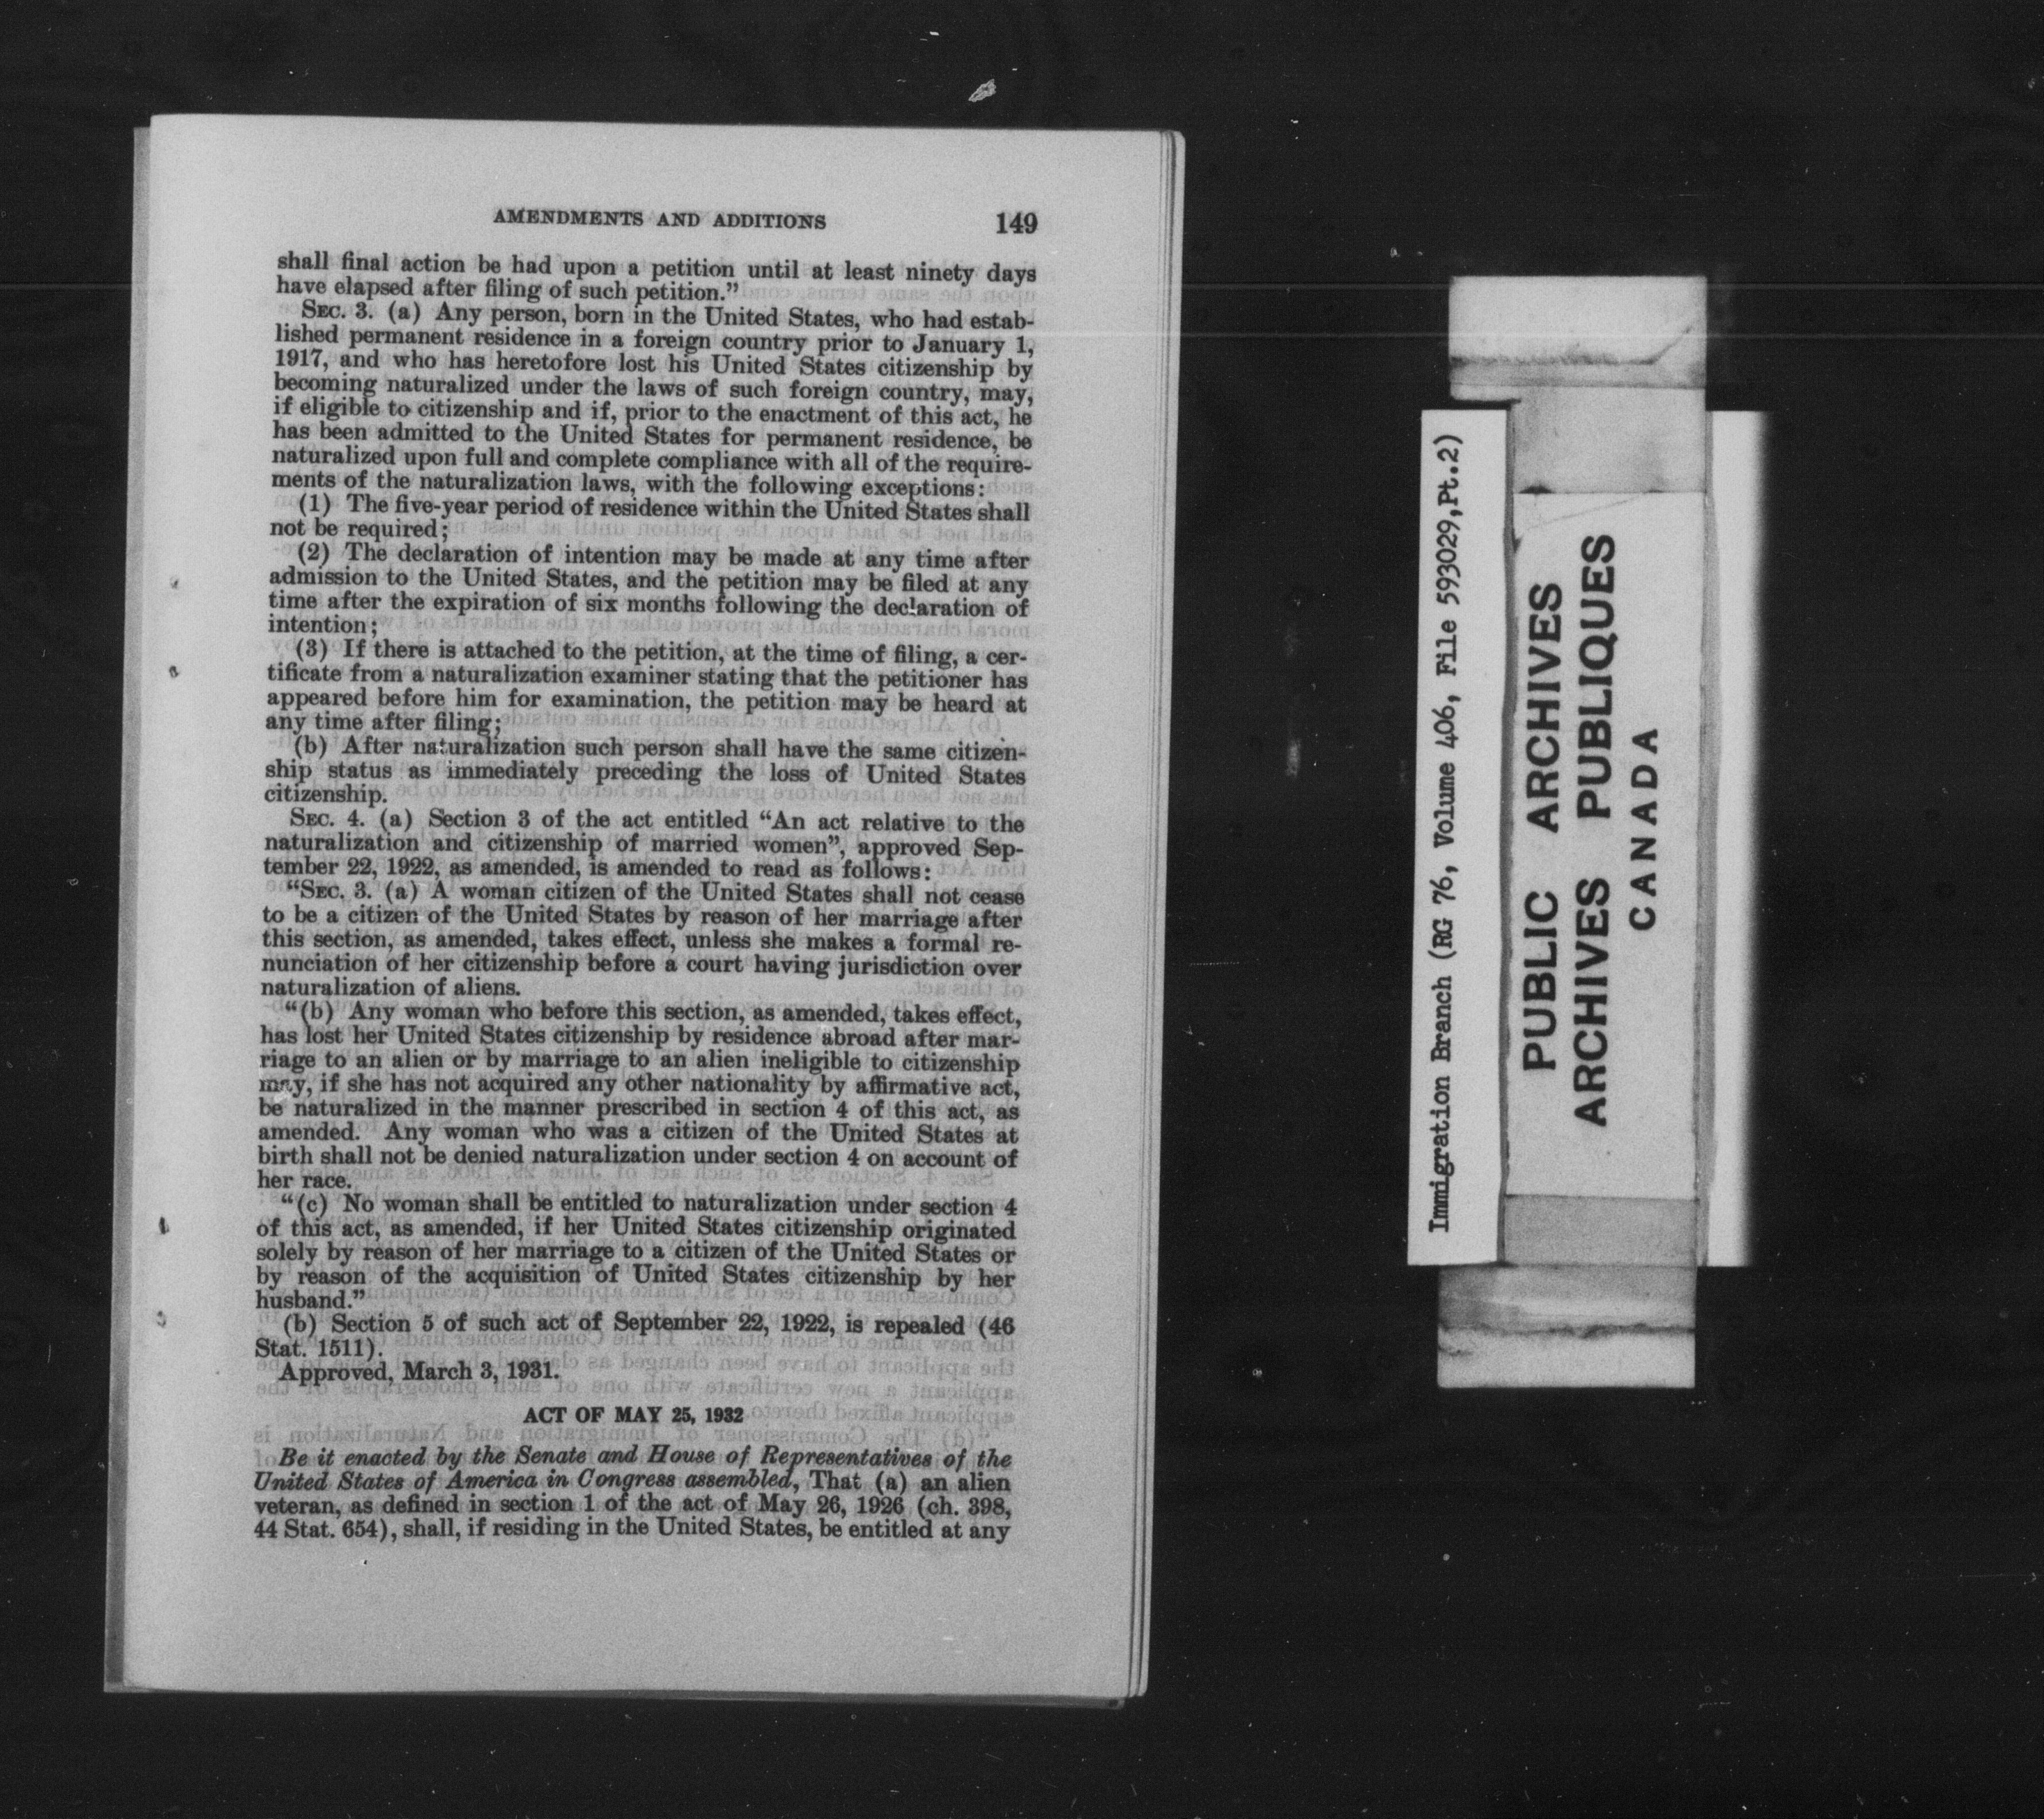 AMENDMENTS AND ADDITIONS 149
shall final action be had upon a petition until at least ninety days
have elapsed after filing of such petition.”
SEC. 3. (a) Any person, born in the United States, who had estab-
lished permanent residence in a foreign country prior to January 1,
1917, and who has heretofore lost his United States citizenship by
becoming naturalized under the laws of such foreign country, may,
if eligible to citizenship and if, prior to the enactment of this act, he
has been admitted to the United States for permanent residence, be
naturalized upon full and complete compliance with all of the require-
ments of the naturalization laws, with the following exceptions:
(1) The five-year period of residence within the United States shall
not be required;
(2) The declaration of intention may be made at any time after
admission to the United States, and the petition may be filed at any
time after the expiration of six months following the declaration of
intention;
(3) If there is attached to the petition, at the time of filing, a cer-
tificate from a naturalization examiner stating that the petitioner has
appeared before him for examination, the petition may be heard at
any time after filing;
(b) After naturalization such person shall have the same citizen-
ship status as immediately preceding the loss of United States
citizenship.
SEC. 4. (a) Section 3 of the act entitled “An act relative to the
naturalization and citizenship of married women”, approved Sep-
tember 22, 1922, as amended, is amended to read as follows:
“SEC. 3. (a) A woman citizen of the United States shall not cease
to be a citizen of the United States by reason of her marriage after
this section, as amended, takes effect, unless she makes a formal re-
nunciation of her citizenship before a court having jurisdiction over
naturalization of aliens.
“(b) Any woman who before this section, as amended, takes effect,
has lost her United States citizenship by residence abroad after mar-
riage to an alien or by marriage to an alien ineligible to citizenship
may, if she has not acquired any other nationality by affirmative act,
be naturalized in the manner prescribed in section 4 of this act, as
amended. Any woman who was a citizen of the United States at
birth shall not be denied naturalization under section 4 on account of
her race.
“(c) No woman shall be entitled to naturalization under section 4
of this act, as amended, if her United States citizenship originated
solely by reason of her marriage to a citizen of the United States or
by reason of the acquisition of United States citizenship by her
husband.”
(b) Section 5 of such act of September 22, 1922, is repealed (46
Stat. 1511).
Approved, March 3, 1931.
ACT OF MAY 25, 1932
Be it enacted by the Senate and House of Representatives of the
United States of America in Congress assembled, That (a) an alien
veteran, as defined in section 1 of the act of May 26, 1926 (ch. 398,
44 Stat. 654), shall, if residing in the United States, be entitled at any
Immigration Branch (RG 76, Volume 406, File 593029,Pt.2)
PUBLIC ARCHIVES
ARCHIVES PUBLIQUES
CANADA